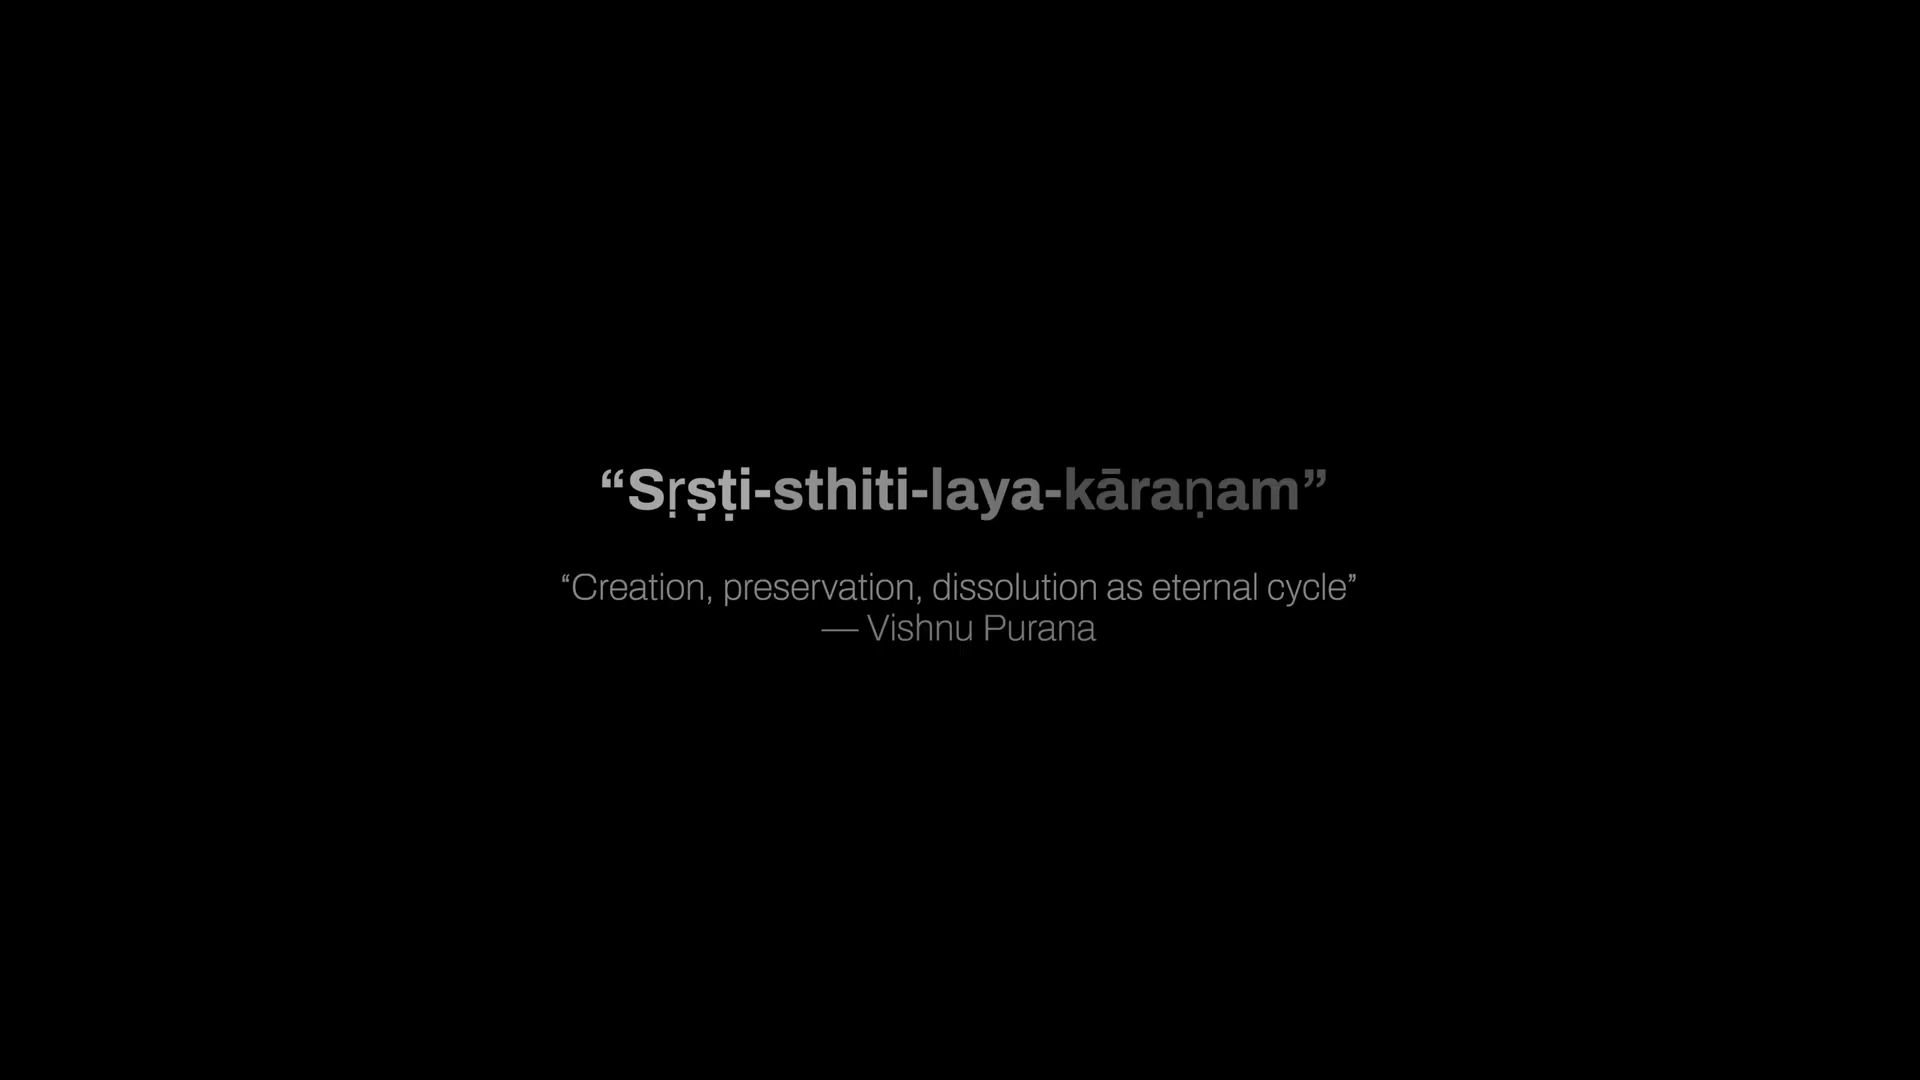 “Sṛṣṭi-sthiti-laya-kāraṇam”
“Creation, preservation, dissolution as eternal cycle”
— Vishnu Purana